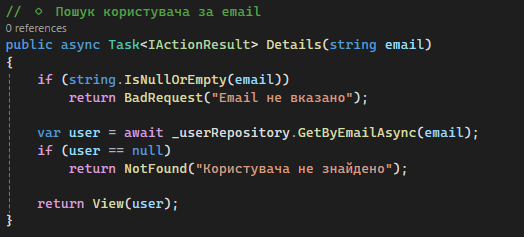 // ◇ Пошук користувача за email
0 references
public async Task<IActionResult> Details(string email)
{
if (string.IsNullOrEmpty(email))
return BadRequest("Email не вказано");
var user = await _userRepository.GetByEmailAsync(email);
if (user == null)
return NotFound("Користувача не знайдено");
return View(user);
}